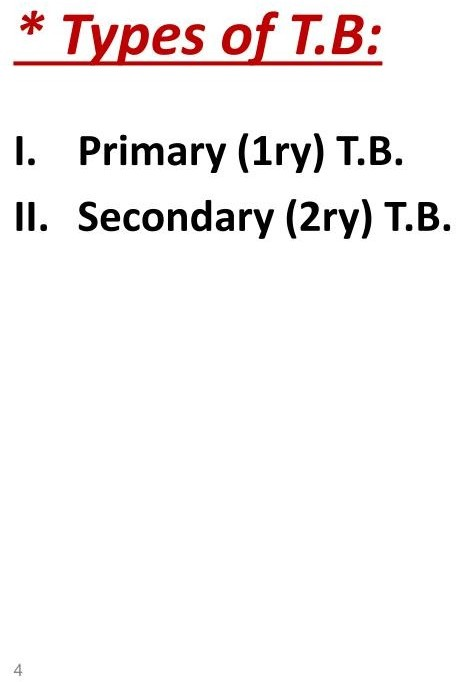 * Types of T.B:
I. Primary (1ry) T.B.
II. Secondary (2ry) T.B.
4